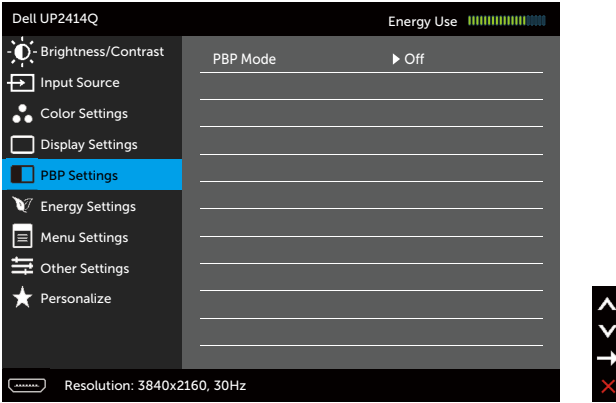 Dell UP2414Q
Energy Use
Brightness/Contrast
Input Source
Color Settings
Display Settings
PBP Settings
Energy Settings
Menu Settings
Other Settings
Personalize
PBP Mode
Off
Resolution: 3840x2160, 30Hz